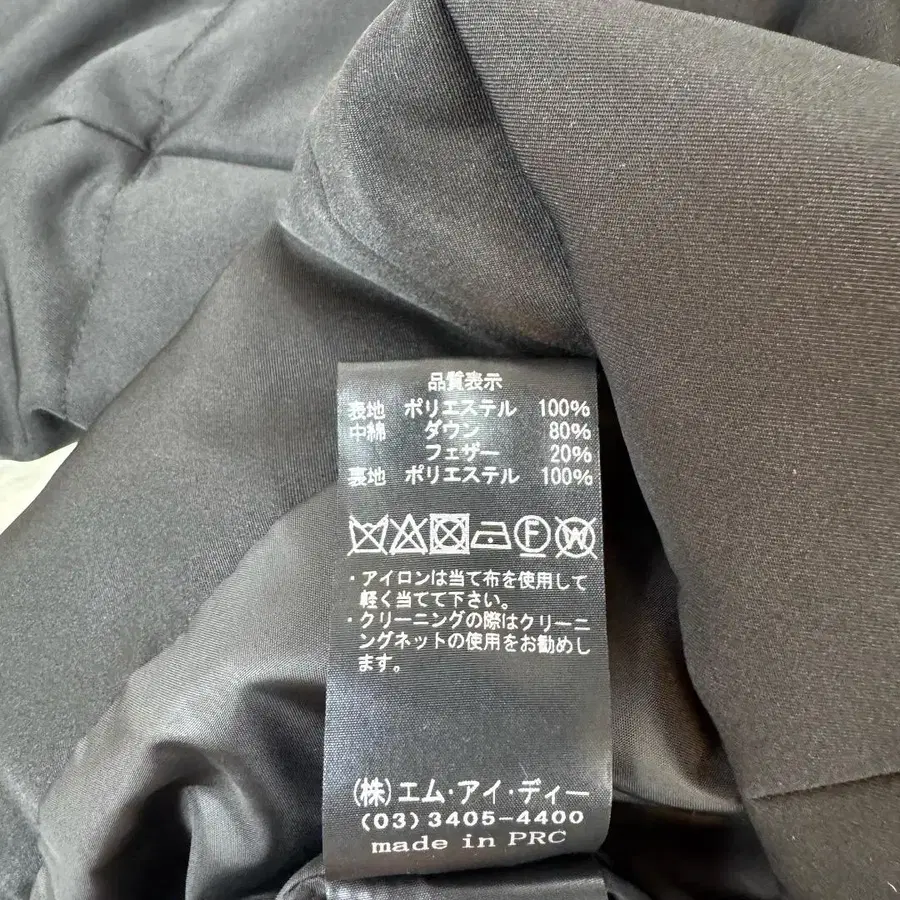 品質表示
表地 ポリエステル 100%
中綿 ダウン 80%
フェザー 20%
裏地 ポリエステル 100%
F W
・アイロンは当て布を使用して
軽く当てて下さい。
・クリーニングの際はクリーニ
ングネットの使用をお勧めし
ます。
(株)エム・アイ・ディー
(03)3405-4400
made in PRC